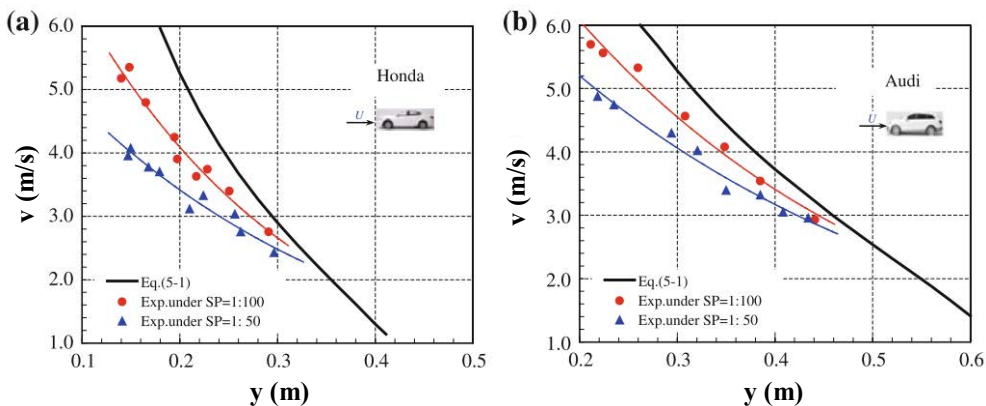 (a)
6.0
5.0
4.0
3.0
2.0
1.0
v (m/s)
Honda
U
Eq.(5-1)
Exp.under SP=1:100
Exp.under SP=1: 50
0.1 0.2 0.3 0.4 0.5
y (m)
(b)
6.0
5.0
4.0
3.0
2.0
1.0
v (m/s)
Audi
U
Eq.(5-1)
Exp.under SP=1:100
Exp.under SP=1: 50
0.2 0.3 0.4 0.5 0.6
y (m)